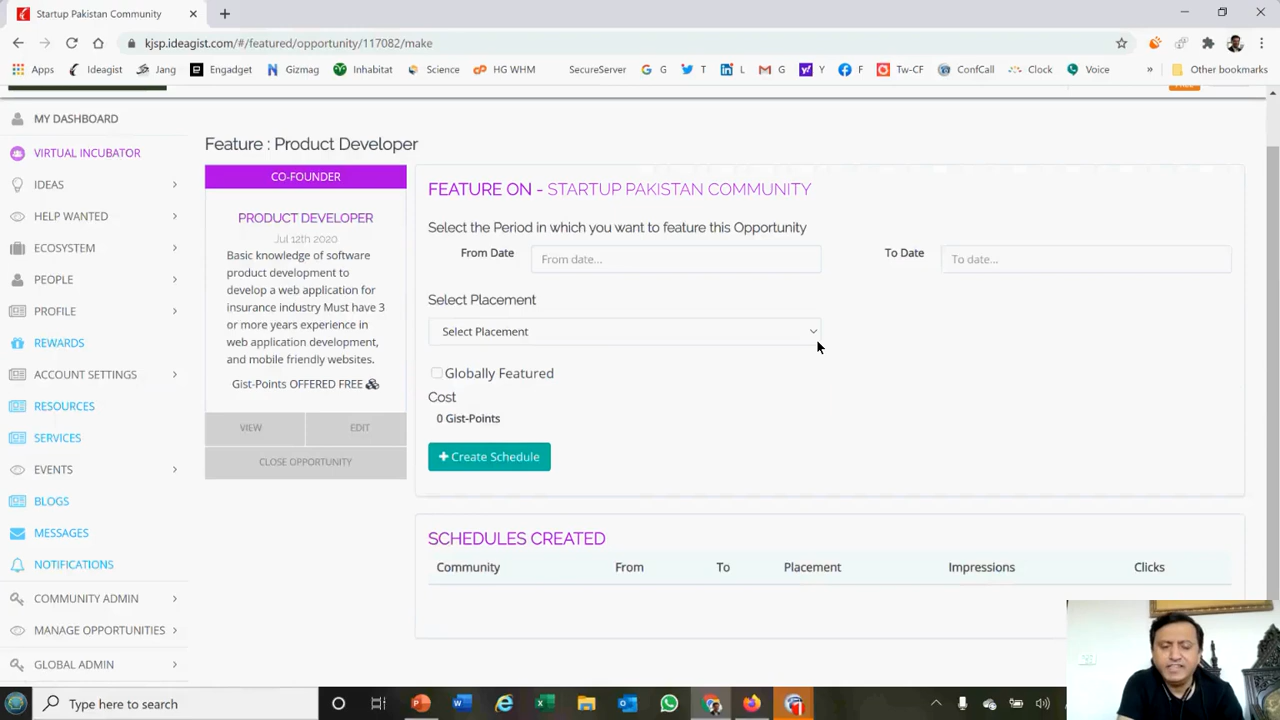 Startup Pakistan Community
kjsp.ideagist.com/#/featured/opportunity/117082/make
Apps Ideagist Jang Engadget Gizmag Inhabitat Science HG WHM SecureServer G T L G Y F Tw-CF ConfCall Clock Voice » Other bookmarks
MY DASHBOARD
VIRTUAL INCUBATOR
IDEAS
HELP WANTED
ECOSYSTEM
PEOPLE
PROFILE
REWARDS
ACCOUNT SETTINGS
RESOURCES
SERVICES
EVENTS
BLOGS
MESSAGES
NOTIFICATIONS
COMMUNITY ADMIN
MANAGE OPPORTUNITIES
GLOBAL ADMIN
Feature : Product Developer
CO-FOUNDER
PRODUCT DEVELOPER
Jul 12th 2020
Basic knowledge of software
product development to
develop a web application for
insurance industry Must have 3
or more years experience in
web application development,
and mobile friendly websites.
Gist-Points OFFERED FREE
VIEW EDIT
CLOSE OPPORTUNITY
FEATURE ON - STARTUP PAKISTAN COMMUNITY
Select the Period in which you want to feature this Opportunity
From Date From date... To Date To date...
Select Placement
Select Placement
Globally Featured
Cost
0 Gist-Points
+ Create Schedule
SCHEDULES CREATED
Community From To Placement Impressions Clicks
Type here to search